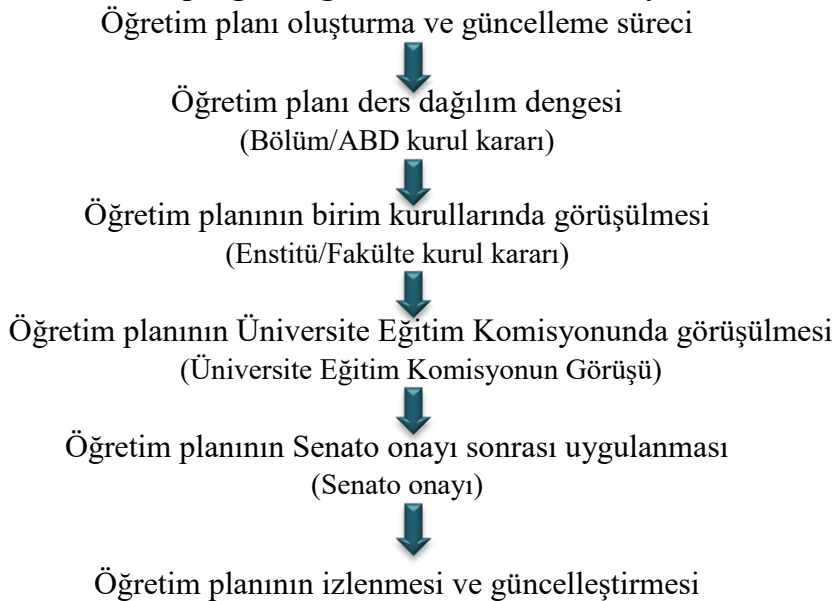 Öğretim planı oluşturma ve güncelleme süreci
Öğretim planı ders dağılım dengesi
(Bölüm/ABD kurul kararı)
Öğretim planının birim kurullarında görüşülmesi
(Enstitü/Fakülte kurul kararı)
Öğretim planının Üniversite Eğitim Komisyonunda görüşülmesi
(Üniversite Eğitim Komisyonun Görüşü)
Öğretim planının Senato onayı sonrası uygulanması
(Senato onayı)
Öğretim planının izlenmesi ve güncelleştirmesi